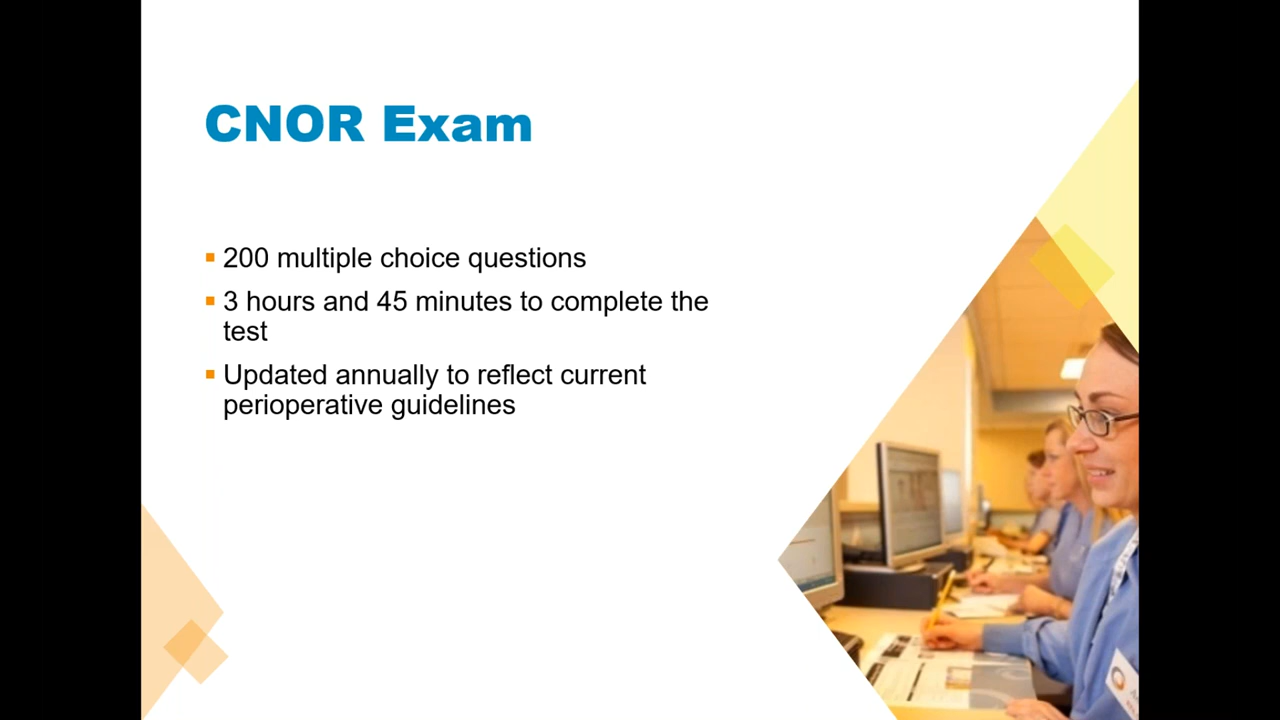 CNOR Exam
200 multiple choice questions
3 hours and 45 minutes to complete the
test
Updated annually to reflect current
perioperative guidelines